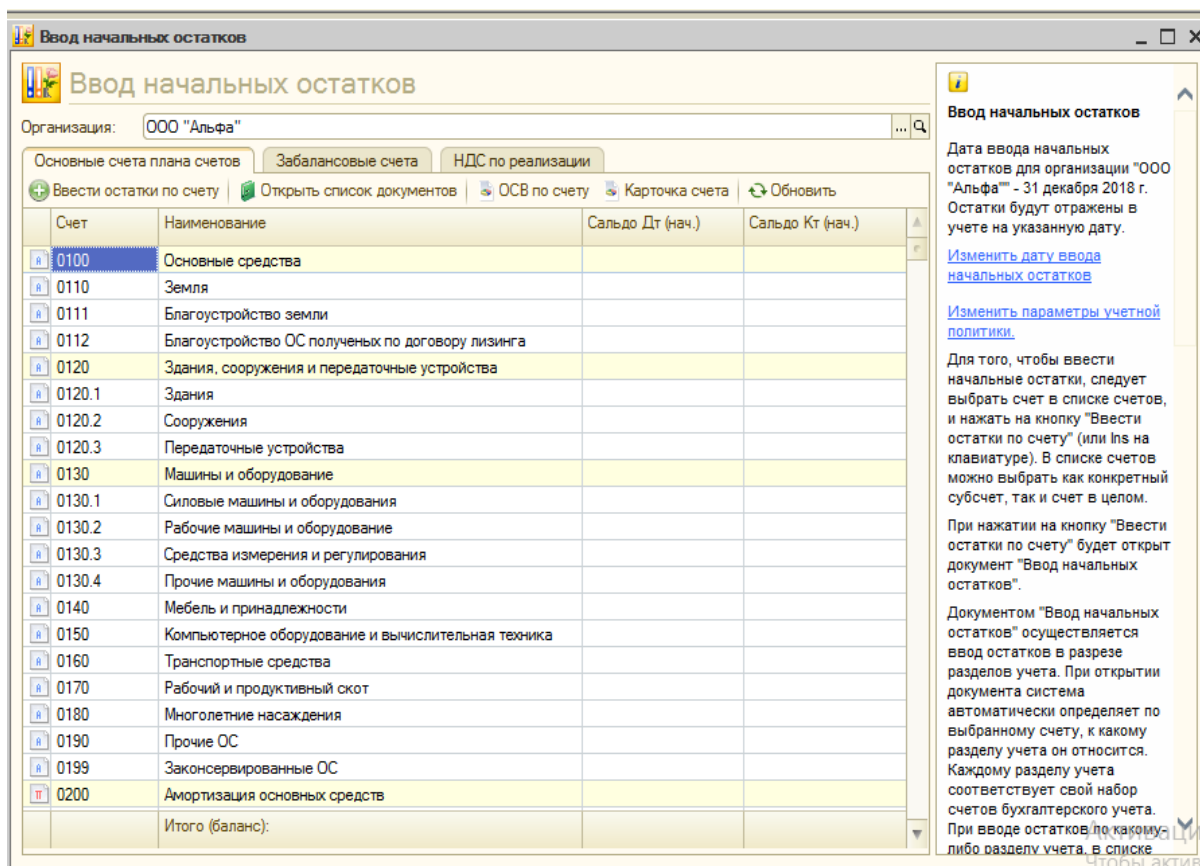 Ввод начальных остатков
Ввод начальных остатков
Организация: ООО "Альфа" ...
Основные счета плана счетов Забалансовые счета НДС по реализации
Ввести остатки по счету Открыть список документов ОСВ по счету Карточка счета Обновить
Счет Наименование Сальдо Дт (нач.) Сальдо Кт (нач.)
0100 Основные средства
0110 Земля
0111 Благоустройство земли
0112 Благоустройство ОС полученых по договору лизинга
0120 Здания, сооружения и передаточные устройства
0120.1 Здания
0120.2 Сооружения
0120.3 Передаточные устройства
0130 Машины и оборудование
0130.1 Силовые машины и оборудования
0130.2 Рабочие машины и оборудование
0130.3 Средства измерения и регулирования
0130.4 Прочие машины и оборудования
0140 Мебель и принадлежности
0150 Компьютерное оборудование и вычислительная техника
0160 Транспортные средства
0170 Рабочий и продуктивный скот
0180 Многолетние насаждения
0190 Прочие ОС
0199 Законсервированные ОС
0200 Амортизация основных средств
Итого (баланс):
Ввод начальных остатков
Дата ввода начальных
остатков для организации "ООО
"Альфа"" - 31 декабря 2018 г.
Остатки будут отражены в
учете на указанную дату.
Изменить дату ввода
начальных остатков
Изменить параметры учетной
политики.
Для того, чтобы ввести
начальные остатки, следует
выбрать счет в списке счетов,
и нажать на кнопку "Ввести
остатки по счету" (или Ins на
клавиатуре). В списке счетов
можно выбрать как конкретный
субсчет, так и счет в целом.
При нажатии на кнопку "Ввести
остатки по счету" будет открыт
документ "Ввод начальных
остатков".
Документом "Ввод начальных
остатков" осуществляется
ввод остатков в разрезе
разделов учета. При открытии
документа система
автоматически определяет по
выбранному счету, к какому
разделу учета он относится.
Каждому разделу учета
соответствует свой набор
счетов бухгалтерского учета.
При вводе остатков по какому-
либо разделу учета, в списке
Активаци
Чтобы актив